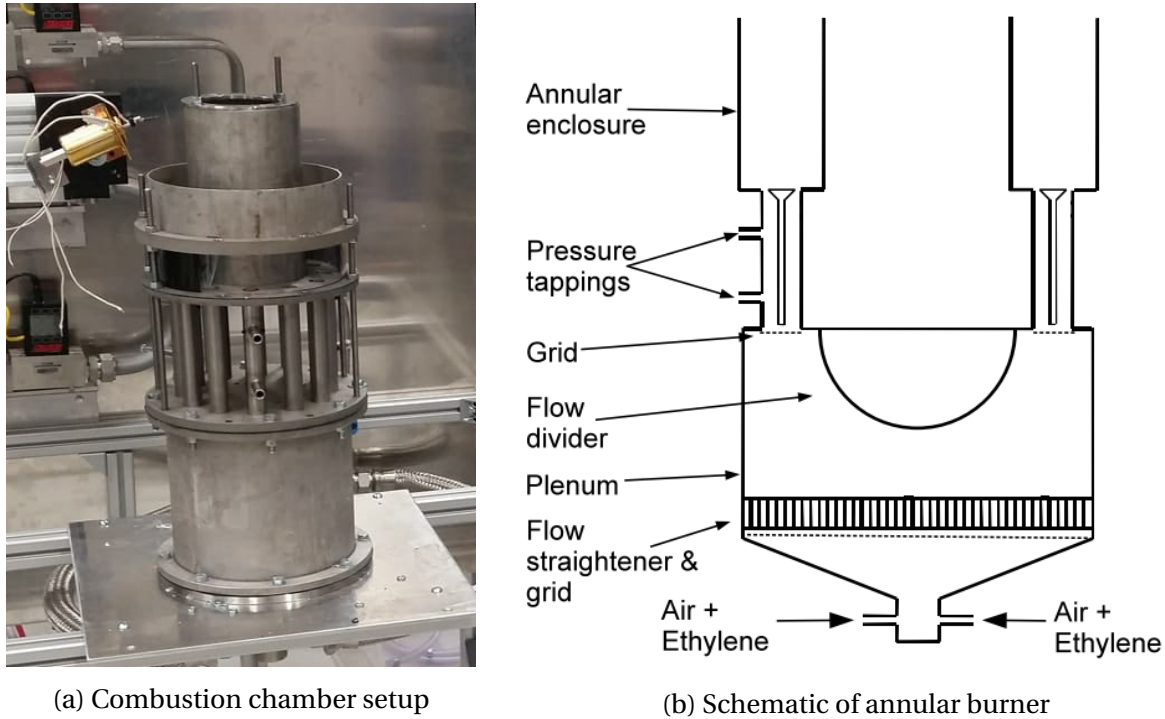 Annular
enclosure
Pressure
tappings
Grid
Flow
divider
Plenum
Flow
straightener &
grid
Air +
Ethylene
Air +
Ethylene
(a) Combustion chamber setup
(b) Schematic of annular burner